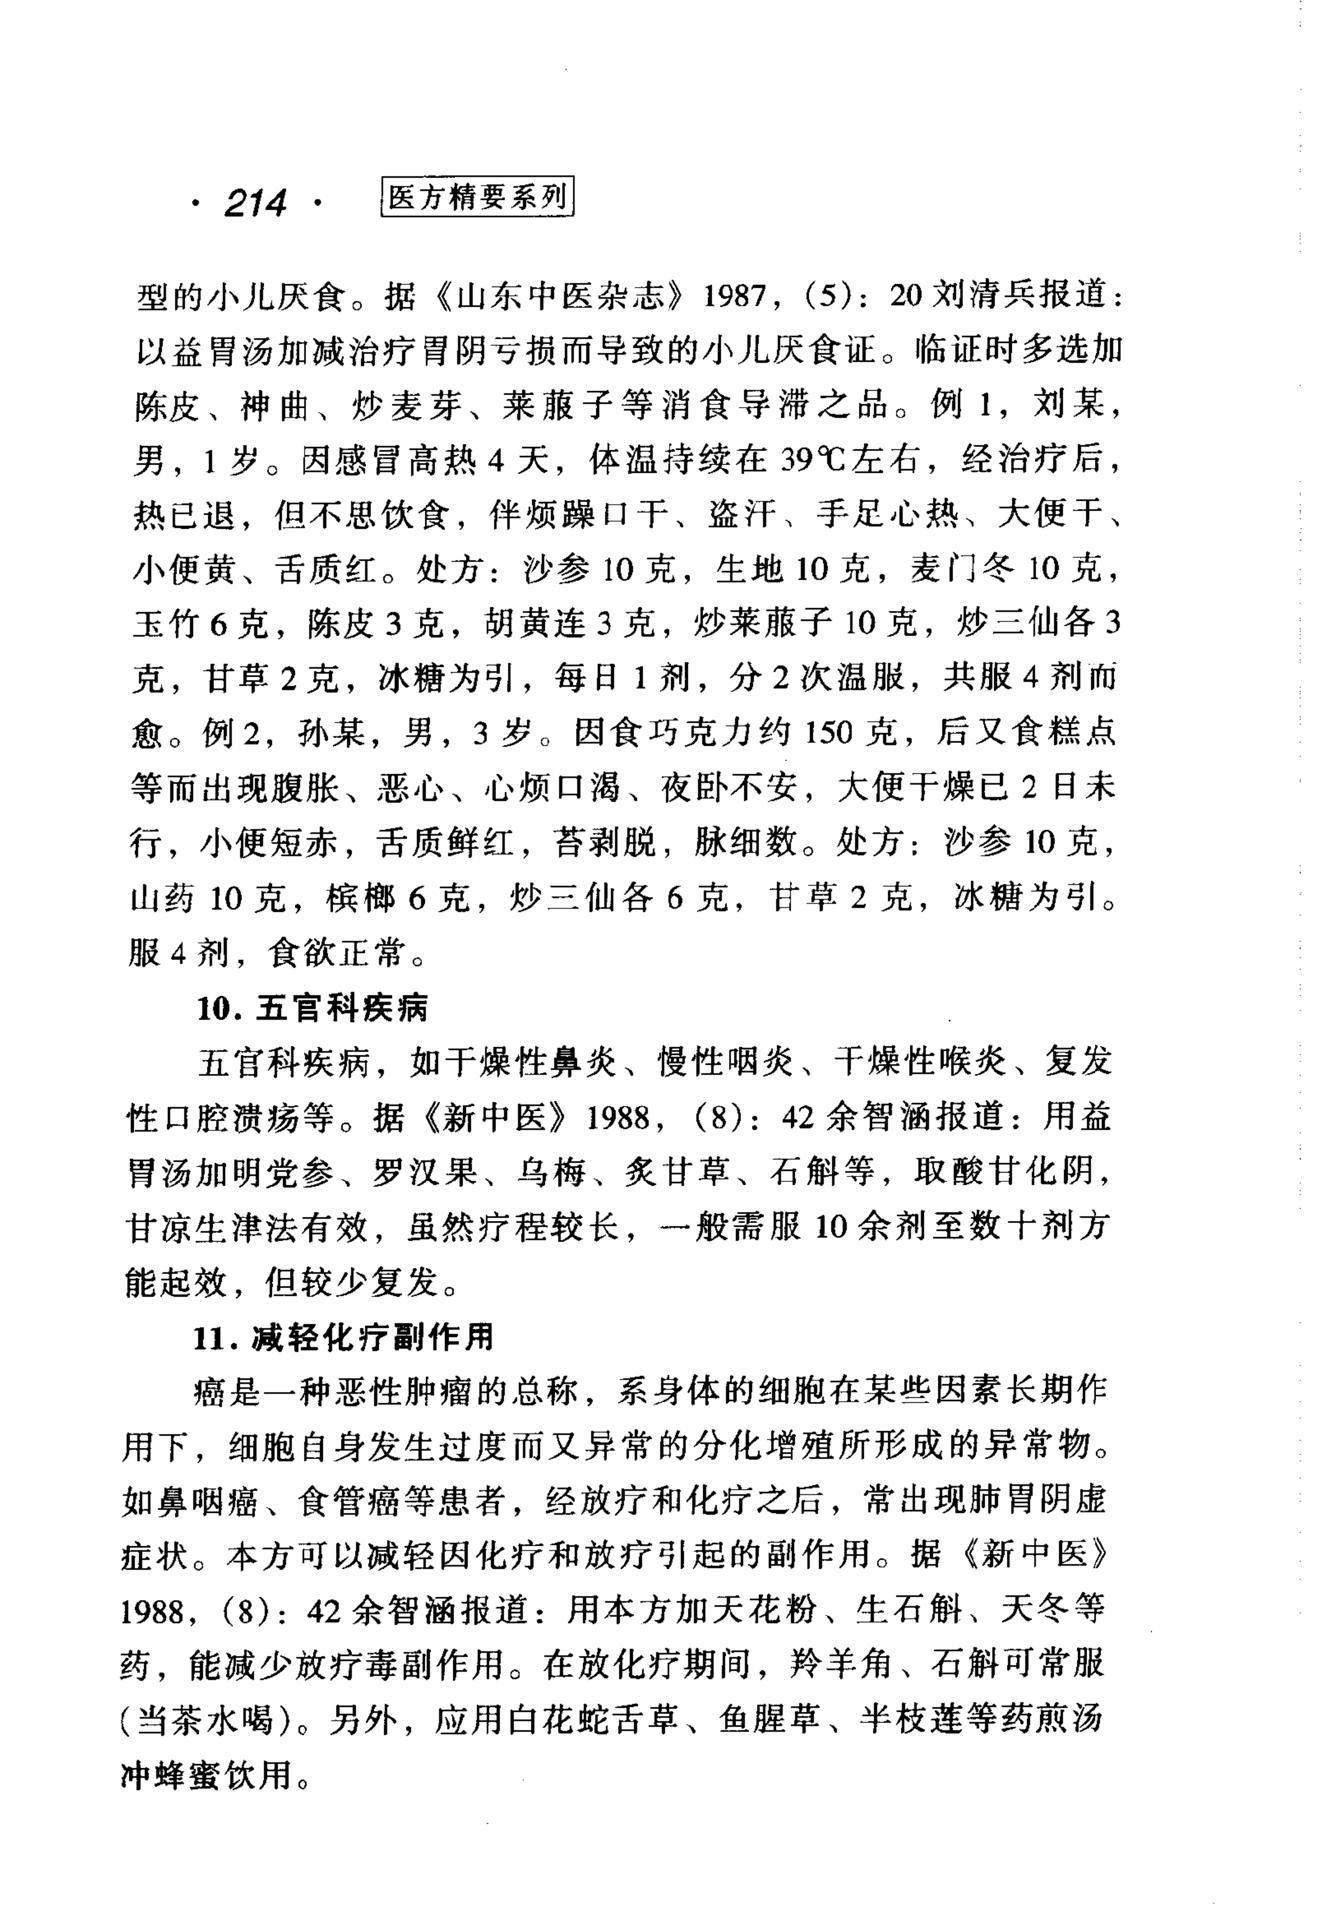 · 214 · 医方精要系列
型的小儿厌食。据《山东中医杂志》1987，（5）：20 刘清兵报道：
以益胃汤加减治疗胃阴亏损而导致的小儿厌食证。临证时多选加
陈皮、神曲、炒麦芽、莱菔子等消食导滞之品。例 1，刘某，
男，1 岁。因感冒高热 4 天，体温持续在 39℃左右，经治疗后，
热已退，但不思饮食，伴烦躁口干、盗汗、手足心热、大便干、
小便黄、舌质红。处方：沙参 10 克，生地 10 克，麦门冬 10 克，
玉竹 6 克，陈皮 3 克，胡黄连 3 克，炒莱菔子 10 克，炒三仙各 3
克，甘草 2 克，冰糖为引，每日 1 剂，分 2 次温服，共服 4 剂而
愈。例 2，孙某，男，3 岁。因食巧克力约 150 克，后又食糕点
等而出现腹胀、恶心、心烦口渴、夜卧不安，大便干燥已 2 日未
行，小便短赤，舌质鲜红，苔剥脱，脉细数。处方：沙参 10 克，
山药 10 克，槟榔 6 克，炒三仙各 6 克，甘草 2 克，冰糖为引。
服 4 剂，食欲正常。
10. 五官科疾病
五官科疾病，如干燥性鼻炎、慢性咽炎、干燥性喉炎、复发
性口腔溃疡等。据《新中医》1988，（8）：42 余智涵报道：用益
胃汤加明党参、罗汉果、乌梅、炙甘草、石斛等，取酸甘化阴，
甘凉生津法有效，虽然疗程较长，一般需服 10 余剂至数十剂方
能起效，但较少复发。
11. 减轻化疗副作用
癌是一种恶性肿瘤的总称，系身体的细胞在某些因素长期作
用下，细胞自身发生过度而又异常的分化增殖所形成的异常物。
如鼻咽癌、食管癌等患者，经放疗和化疗之后，常出现肺胃阴虚
症状。本方可以减轻因化疗和放疗引起的副作用。据《新中医》
1988，（8）：42 余智涵报道：用本方加天花粉、生石斛、天冬等
药，能减少放疗毒副作用。在放化疗期间，羚羊角、石斛可常服
（当茶水喝）。另外，应用白花蛇舌草、鱼腥草、半枝莲等药煎汤
冲蜂蜜饮用。